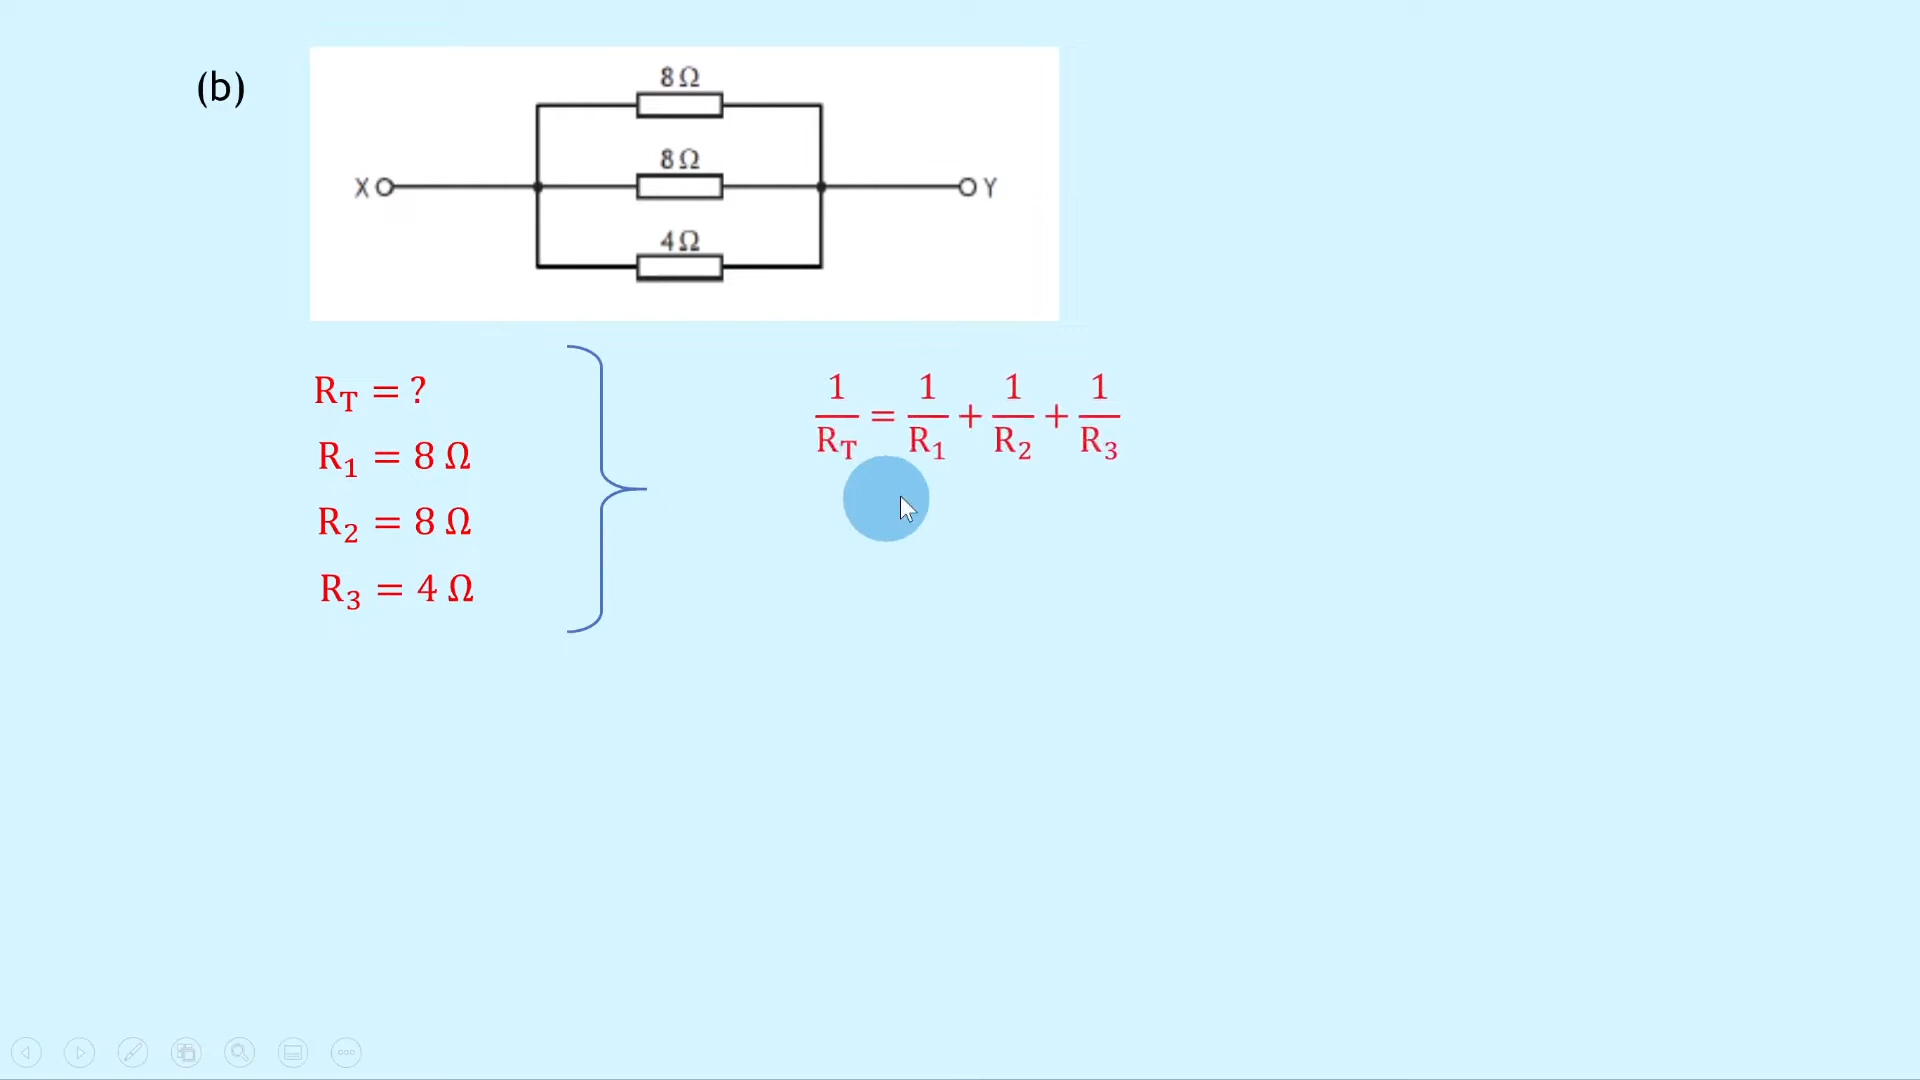 (b)
8 Ω
8 Ω
X Y
4 Ω
R_T = ?
R_1 = 8 Ω
R_2 = 8 Ω
R_3 = 4 Ω
1/R_T = 1/R_1 + 1/R_2 + 1/R_3